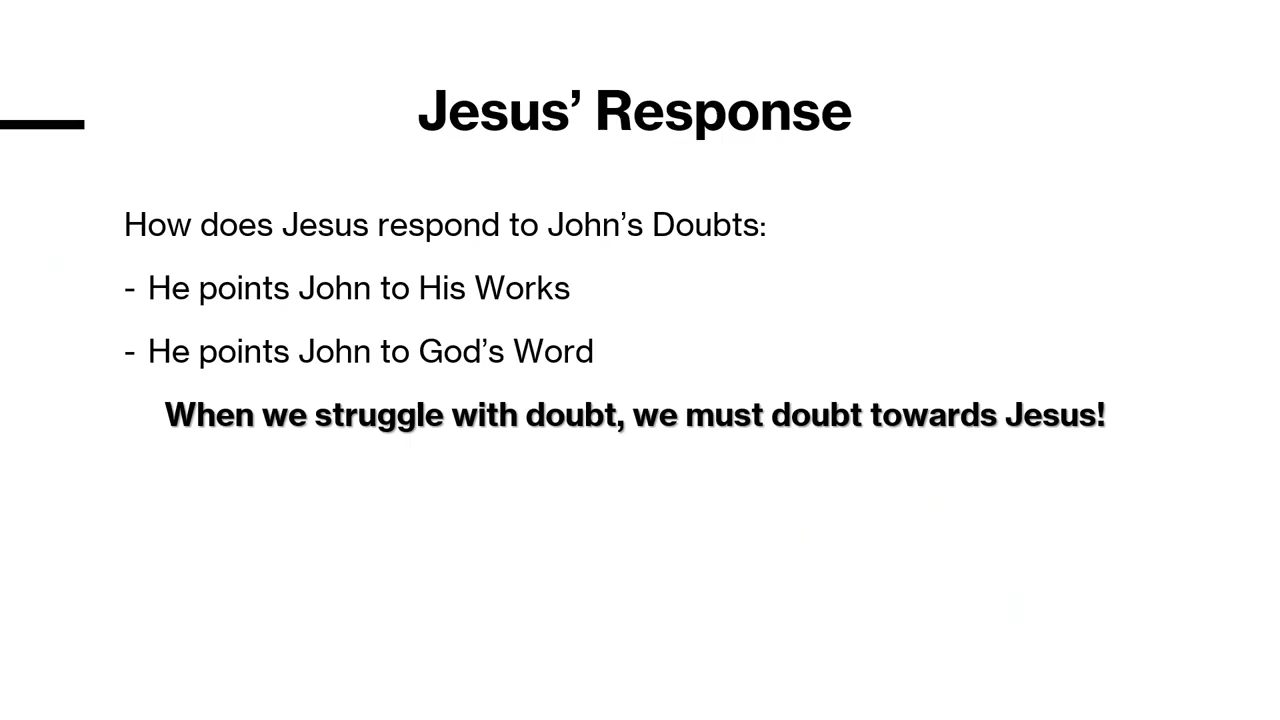 Jesus’ Response
How does Jesus respond to John’s Doubts:
- He points John to His Works
- He points John to God’s Word
When we struggle with doubt, we must doubt towards Jesus!